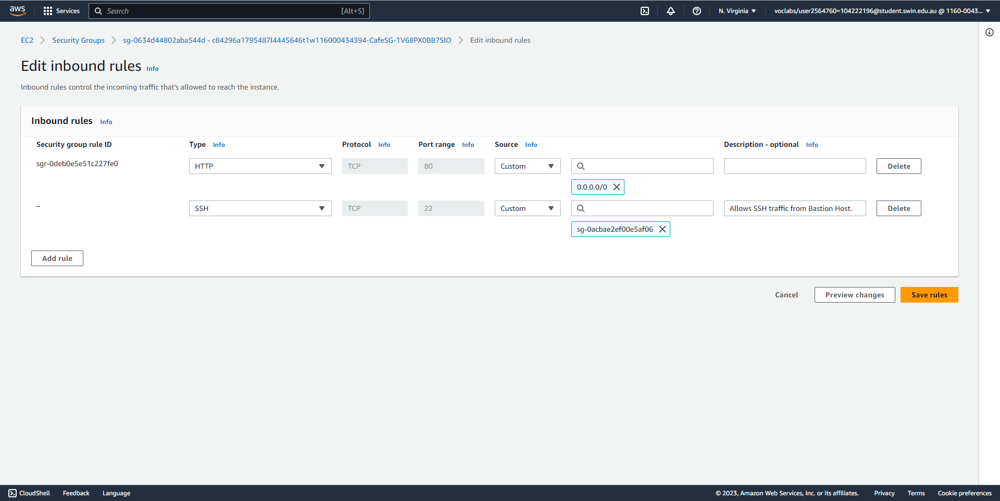 aws Services Search [Alt+S] N. Virginia voclabs/user2564760=104222196@student.swin.edu.au @ 1160-0043...
EC2 Security Groups sg-0634d44802aba544d - c84296a1795487l4445646t1w116000434394-CafeSG-1V68PX0BB7SIO Edit inbound rules
Edit inbound rules Info
Inbound rules control the incoming traffic that's allowed to reach the instance.
Inbound rules Info
Security group rule ID Type Info Protocol Info Port range Info Source Info Description - optional Info
sgr-0deb0e5e51c227fe0 HTTP TCP 80 Custom Delete
0.0.0.0/0
– SSH TCP 22 Custom Allows SSH traffic from Bastion Host. Delete
sg-0acbae2ef00e5af06
Add rule
Cancel Preview changes Save rules
CloudShell Feedback Language © 2023, Amazon Web Services, Inc. or its affiliates. Privacy Terms Cookie preferences